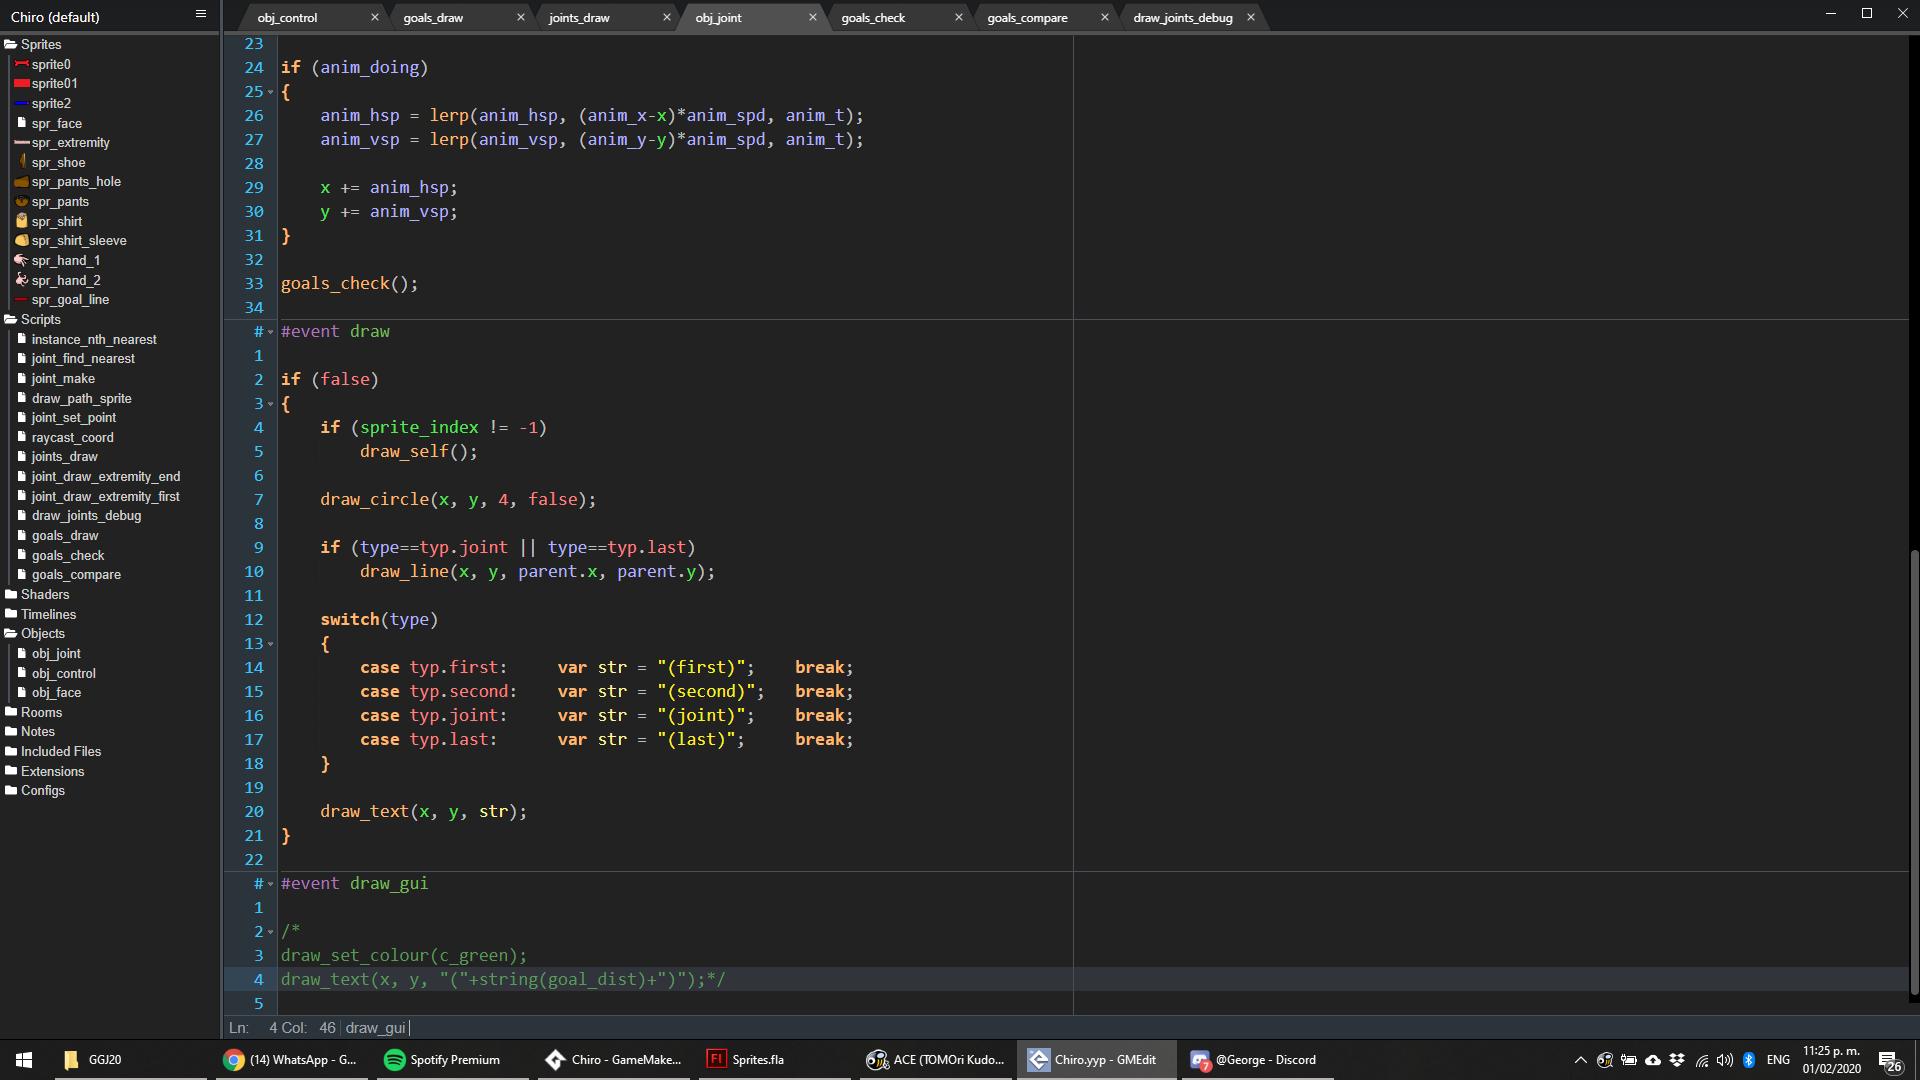 Chiro (default)
obj_control × goals_draw × joints_draw × obj_joint × goals_check × goals_compare × draw_joints_debug ×
Sprites
sprite0
sprite01
sprite2
spr_face
spr_extremity
spr_shoe
spr_pants_hole
spr_pants
spr_shirt
spr_shirt_sleeve
spr_hand_1
spr_hand_2
spr_goal_line
Scripts
instance_nth_nearest
joint_find_nearest
joint_make
draw_path_sprite
joint_set_point
raycast_coord
joints_draw
joint_draw_extremity_end
joint_draw_extremity_first
draw_joints_debug
goals_draw
goals_check
goals_compare
Shaders
Timelines
Objects
obj_joint
obj_control
obj_face
Rooms
Notes
Included Files
Extensions
Configs
23
24 if (anim_doing)
25 {
26 anim_hsp = lerp(anim_hsp, (anim_x-x)*anim_spd, anim_t);
27 anim_vsp = lerp(anim_vsp, (anim_y-y)*anim_spd, anim_t);
28
29 x += anim_hsp;
30 y += anim_vsp;
31 }
32
33 goals_check();
34
# #event draw
1
2 if (false)
3 {
4 if (sprite_index != -1)
5 draw_self();
6
7 draw_circle(x, y, 4, false);
8
9 if (type==typ.joint || type==typ.last)
10 draw_line(x, y, parent.x, parent.y);
11
12 switch(type)
13 {
14 case typ.first: var str = "(first)"; break;
15 case typ.second: var str = "(second)"; break;
16 case typ.joint: var str = "(joint)"; break;
17 case typ.last: var str = "(last)"; break;
18 }
19
20 draw_text(x, y, str);
21 }
22
# #event draw_gui
1
2 /*
3 draw_set_colour(c_green);
4 draw_text(x, y, "("+string(goal_dist)+")");*/
5
Ln: 4 Col: 46 draw_gui
GGJ20 (14) WhatsApp - G... Spotify Premium Chiro - GameMake... Fl Sprites.fla ACE (TOMOri Kudo... Chiro.yyp - GMEdit 7 @George - Discord ENG 11:25 p. m. 26
01/02/2020